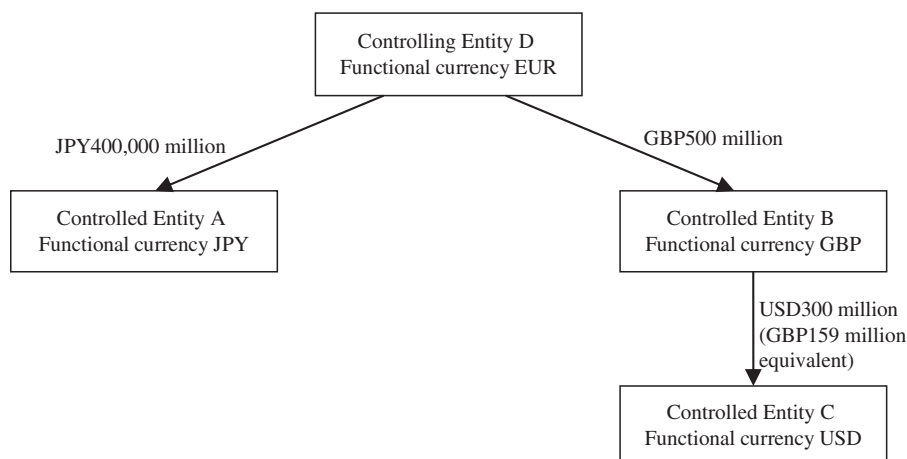 Controlling Entity D
Functional currency EUR
JPY400,000 million
GBP500 million
Controlled Entity A
Functional currency JPY
Controlled Entity B
Functional currency GBP
USD300 million
(GBP159 million
equivalent)
Controlled Entity C
Functional currency USD